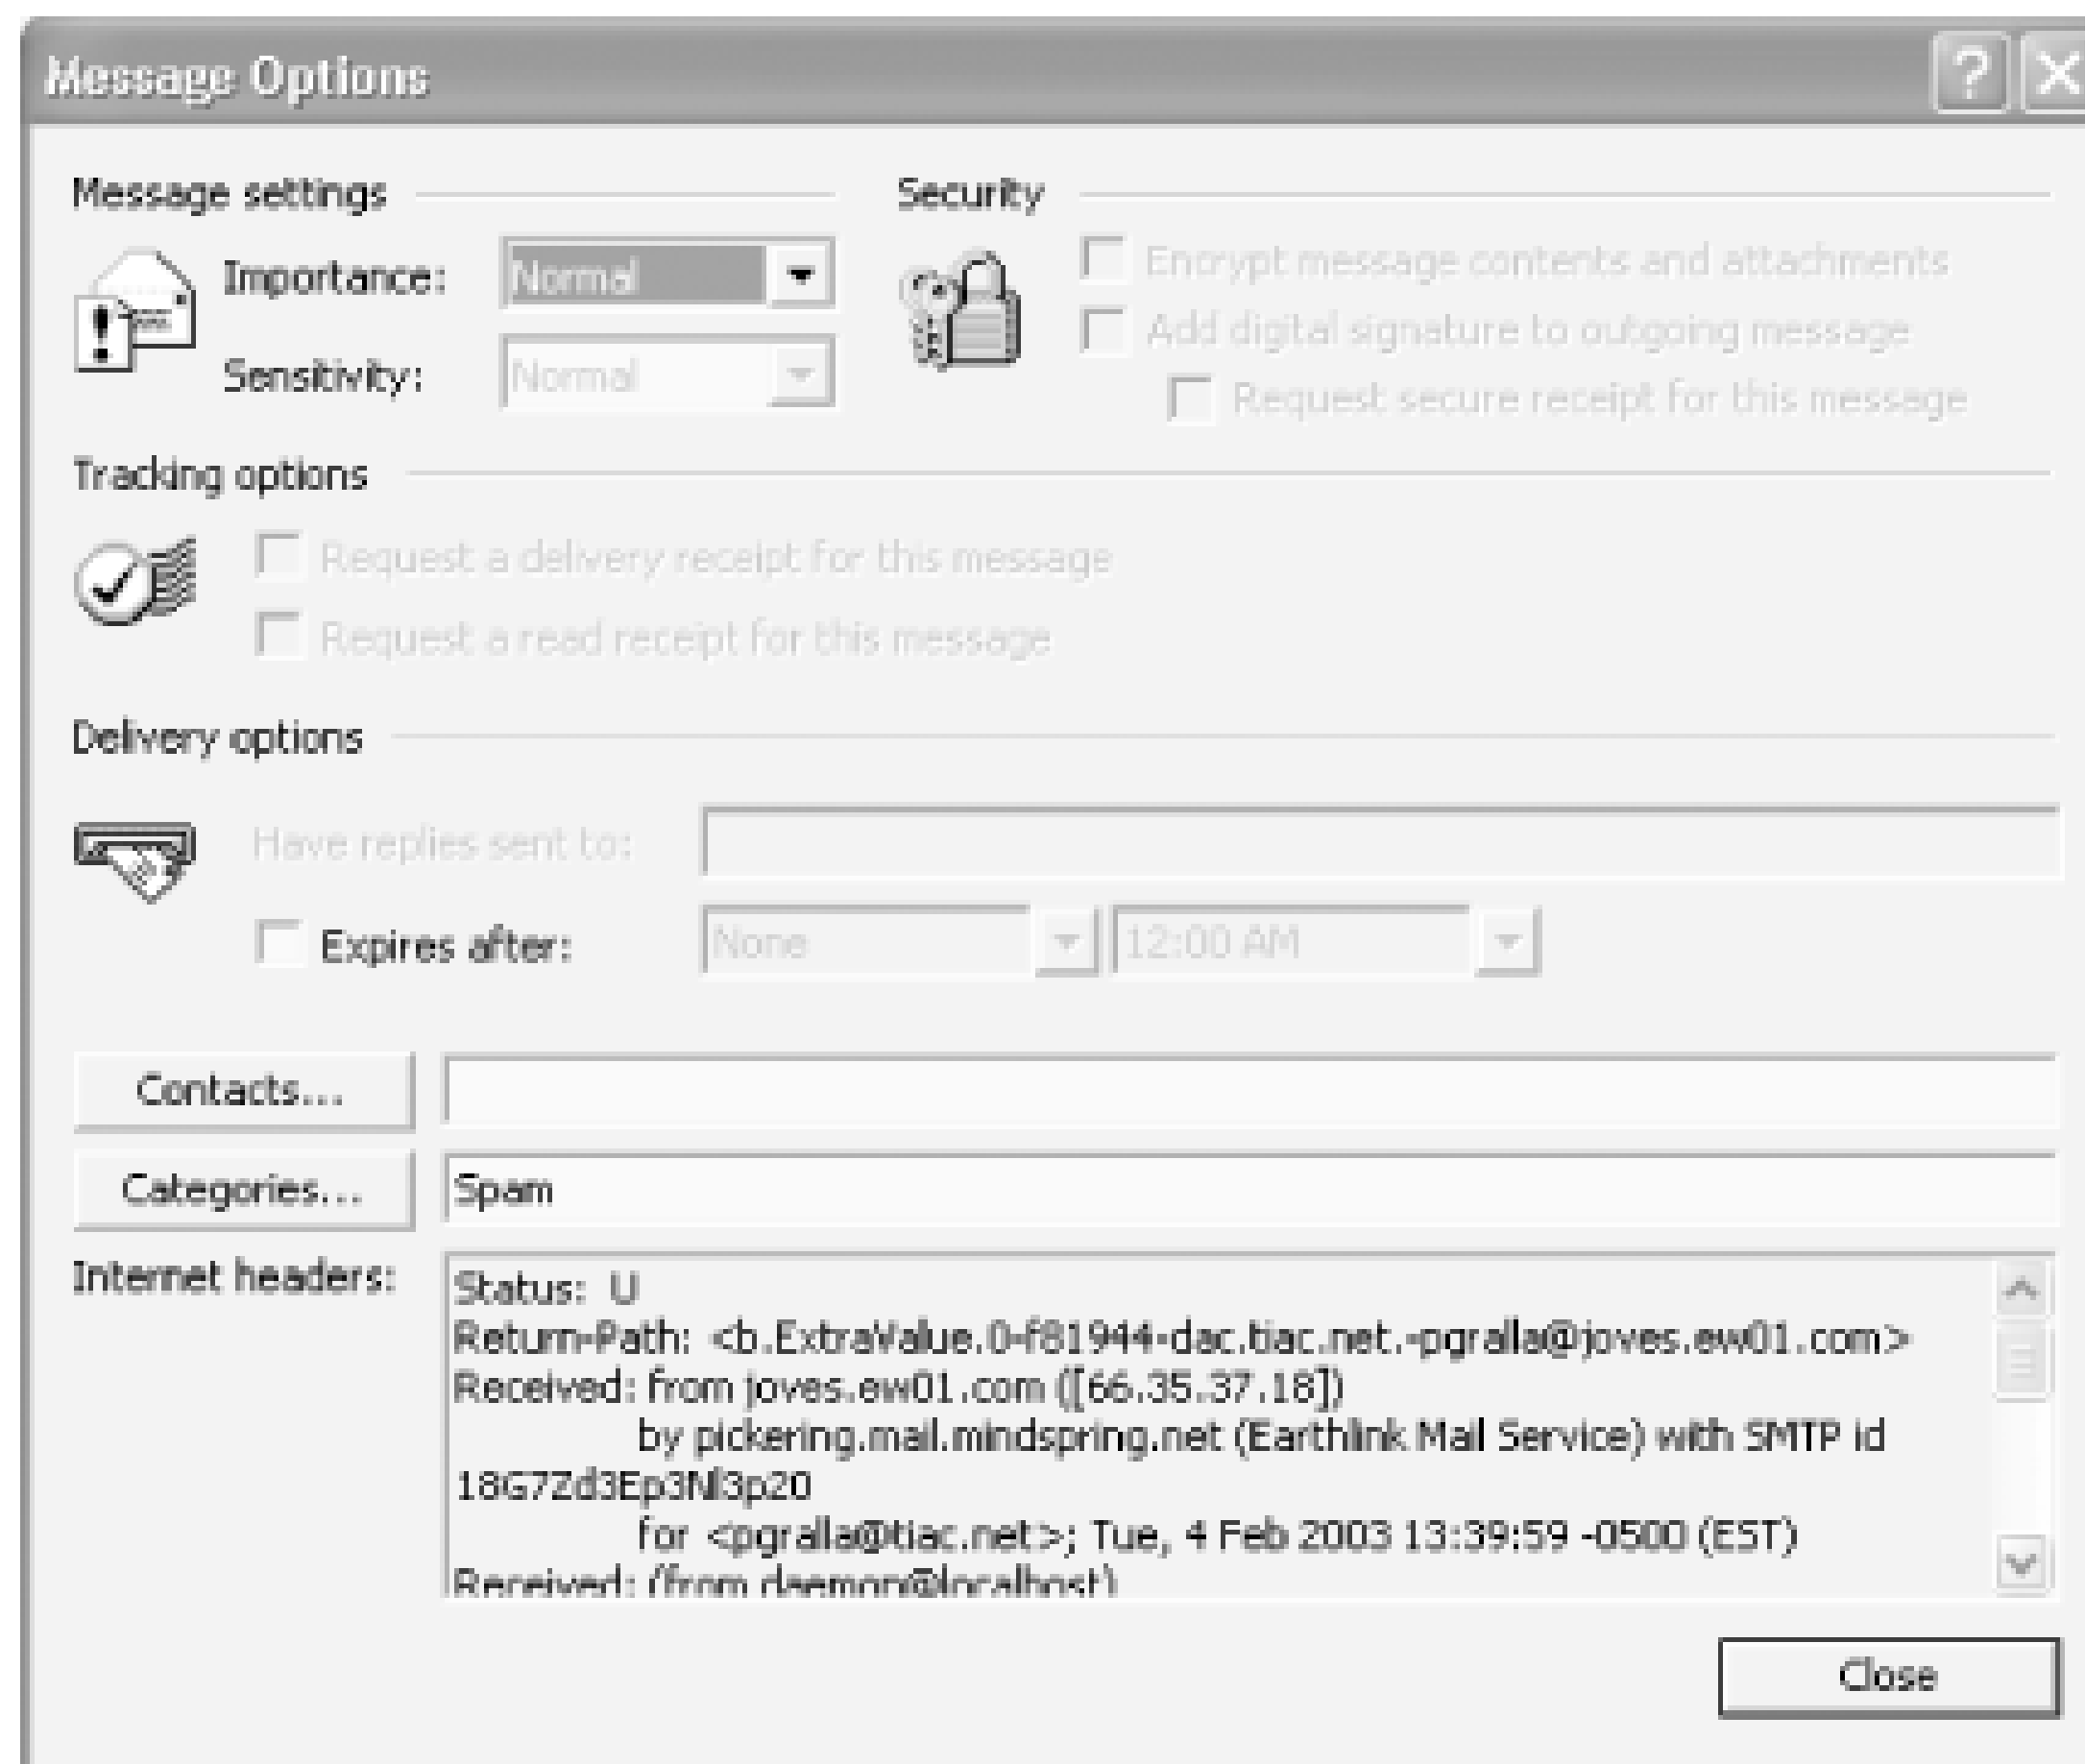 Message Options
Message settings
Importance: Normal
Sensitivity: Normal
Security
Encrypt message contents and attachments
Add digital signature to outgoing message
Request secure receipt for this message
Tracking options
Request a delivery receipt for this message
Request a read receipt for this message
Delivery options
Have replies sent to:
Expires after: None 12:00 AM
Contacts...
Categories... Spam
Internet headers:
Status: U
Return-Path: <b.ExtraValue.0-f81944-dac.tiac.net.-pgralla@joves.ew01.com>
Received: from joves.ew01.com ([66.35.37.18])
by pickering.mail.mindspring.net (Earthlink Mail Service) with SMTP id
18G7Zd3Ep3Nl3p20
for <pgralla@tiac.net>; Tue, 4 Feb 2003 13:39:59 -0500 (EST)
Received: (from daemon@localhost)
Close